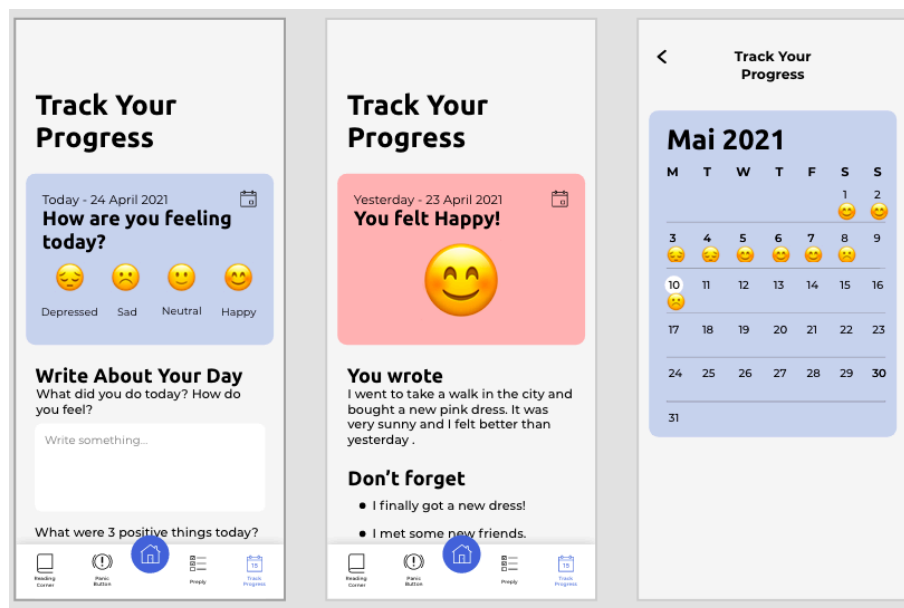 Track Your
Progress
Today - 24 April 2021
How are you feeling
today?
Depressed Sad Neutral Happy
Write About Your Day
What did you do today? How do
you feel?
Write something...
What were 3 positive things today?
Reading
Corner
Panic
Button
Preply
15
Track
Progress
Track Your
Progress
Yesterday - 23 April 2021
You felt Happy!
You wrote
I went to take a walk in the city and
bought a new pink dress. It was
very sunny and I felt better than
yesterday .
Don't forget
I finally got a new dress!
I met some new friends.
Reading
Corner
Panic
Button
Preply
15
Track
Progress
Track Your
Progress
Mai 2021
M T W T F S S
1 2
3 4 5 6 7 8 9
10 11 12 13 14 15 16
17 18 19 20 21 22 23
24 25 26 27 28 29 30
31